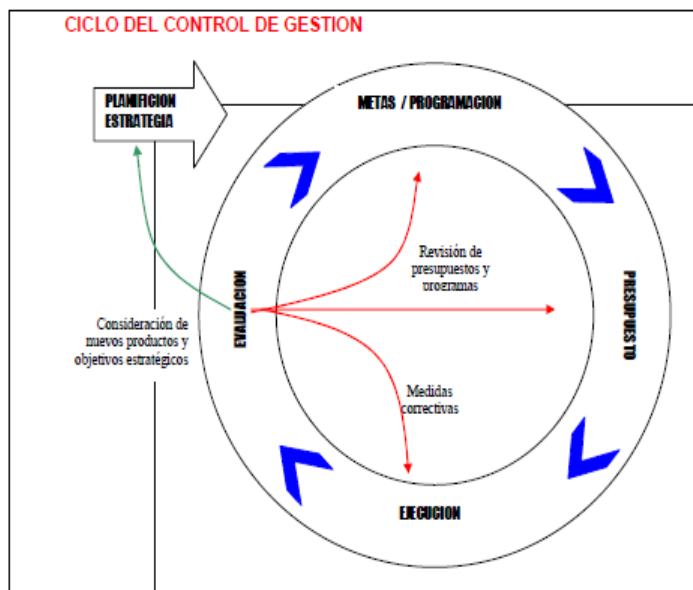 CICLO DEL CONTROL DE GESTION
PLANIFICION
ESTRATEGIA
METAS / PROGRAMACION
Revisión de
presupuestos y
programas
PRESUPUESTO
EVALUACION
Consideración de
nuevos productos y
objetivos estratégicos
Medidas
correctivas
EJECUCION